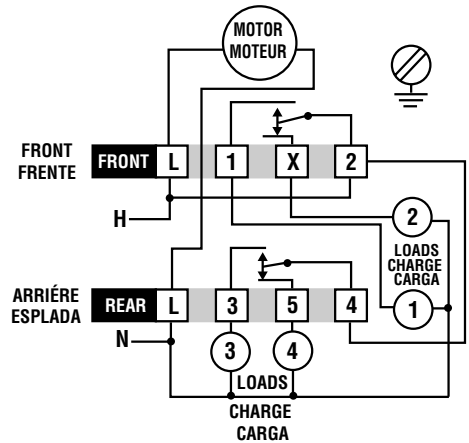 MOTOR
MOTEUR
FRONT
FRENTE
FRONT L 1 X 2
H
2
LOADS
CHARGE
CARGA
1
ARRIÉRE
ESPLADA
REAR L 3 5 4
N
3 4
LOADS
CHARGE
CARGA